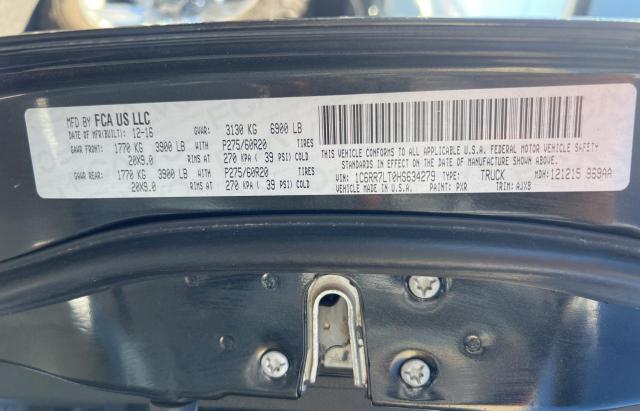 MFD BY FCA US LLC
DATE OF MFR(BUILT): 12-16 GVWR: 3130 KG 6900 LB
GAWR FRONT: 1770 KG 3900 LB WITH P275/60R20 TIRES
20X9.0 RIMS AT 270 KPA ( 39 PSI) COLD
GAWR REAR: 1770 KG 3900 LB WITH P275/60R20 TIRES
20X9.0 RIMS AT 270 KPA ( 39 PSI) COLD
THIS VEHICLE CONFORMS TO ALL APPLICABLE U.S.A. FEDERAL MOTOR VEHICLE SAFETY
STANDARDS IN EFFECT ON THE DATE OF MANUFACTURE SHOWN ABOVE.
VIN: 1C6RR7LT0HS634279 TYPE: TRUCK MDH: 121215 969AA
VEHICLE MADE IN U.S.A. PAINT: PXR TRIM: AJX8